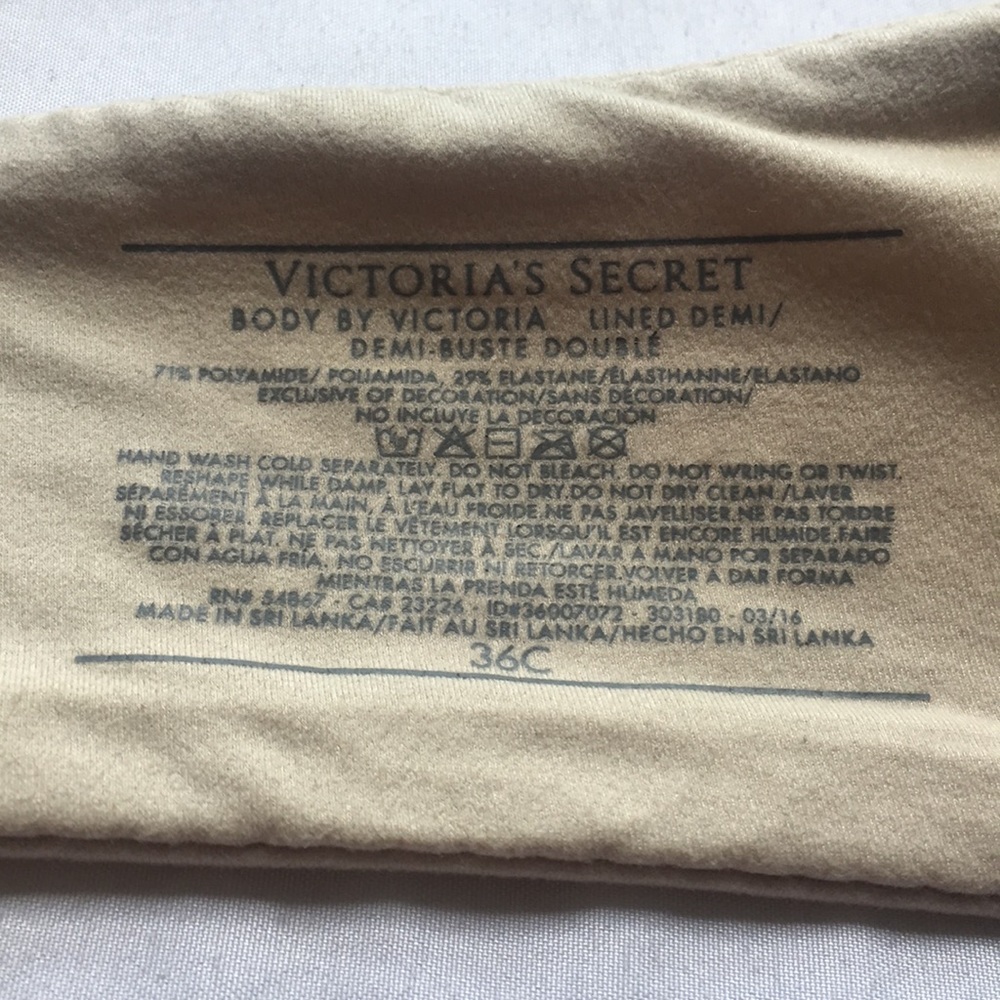 VICTORIA'S SECRET
BODY BY VICTORIA LINED DEMI/
DEMI-BUSTE DOUBLÉ
71% POLYAMIDE/ POLIAMIDA, 29% ELASTANE/ÉLASTHANNE/ELASTANO
EXCLUSIVE OF DECORATION/SANS DÉCORATION/
NO INCLUYE LA DECORACIÓN
HAND WASH COLD SEPARATELY. DO NOT BLEACH. DO NOT WRING OR TWIST.
RESHAPE WHILE DAMP. LAY FLAT TO DRY.DO NOT DRY CLEAN./LAVER
SÉPARÉMENT À LA MAIN, À L'EAU FROIDE.NE PAS JAVELLISER.NE PAS TORDRE
NI ESSORER. REPLACER LE VÊTEMENT LORSQU'IL EST ENCORE HUMIDE.FAIRE
SÉCHER À PLAT. NE PAS NETTOYER À SEC./LAVAR A MANO POR SEPARADO
CON AGUA FRÍA. NO ESCURRIR NI RETORCER.VOLVER A DAR FORMA
MIENTRAS LA PRENDA ESTÉ HÚMEDA
RN# 54867 - CA# 23226 - ID#36007072 - 303180 - 03/16
MADE IN SRI LANKA/FAIT AU SRI LANKA/HECHO EN SRI LANKA
36C